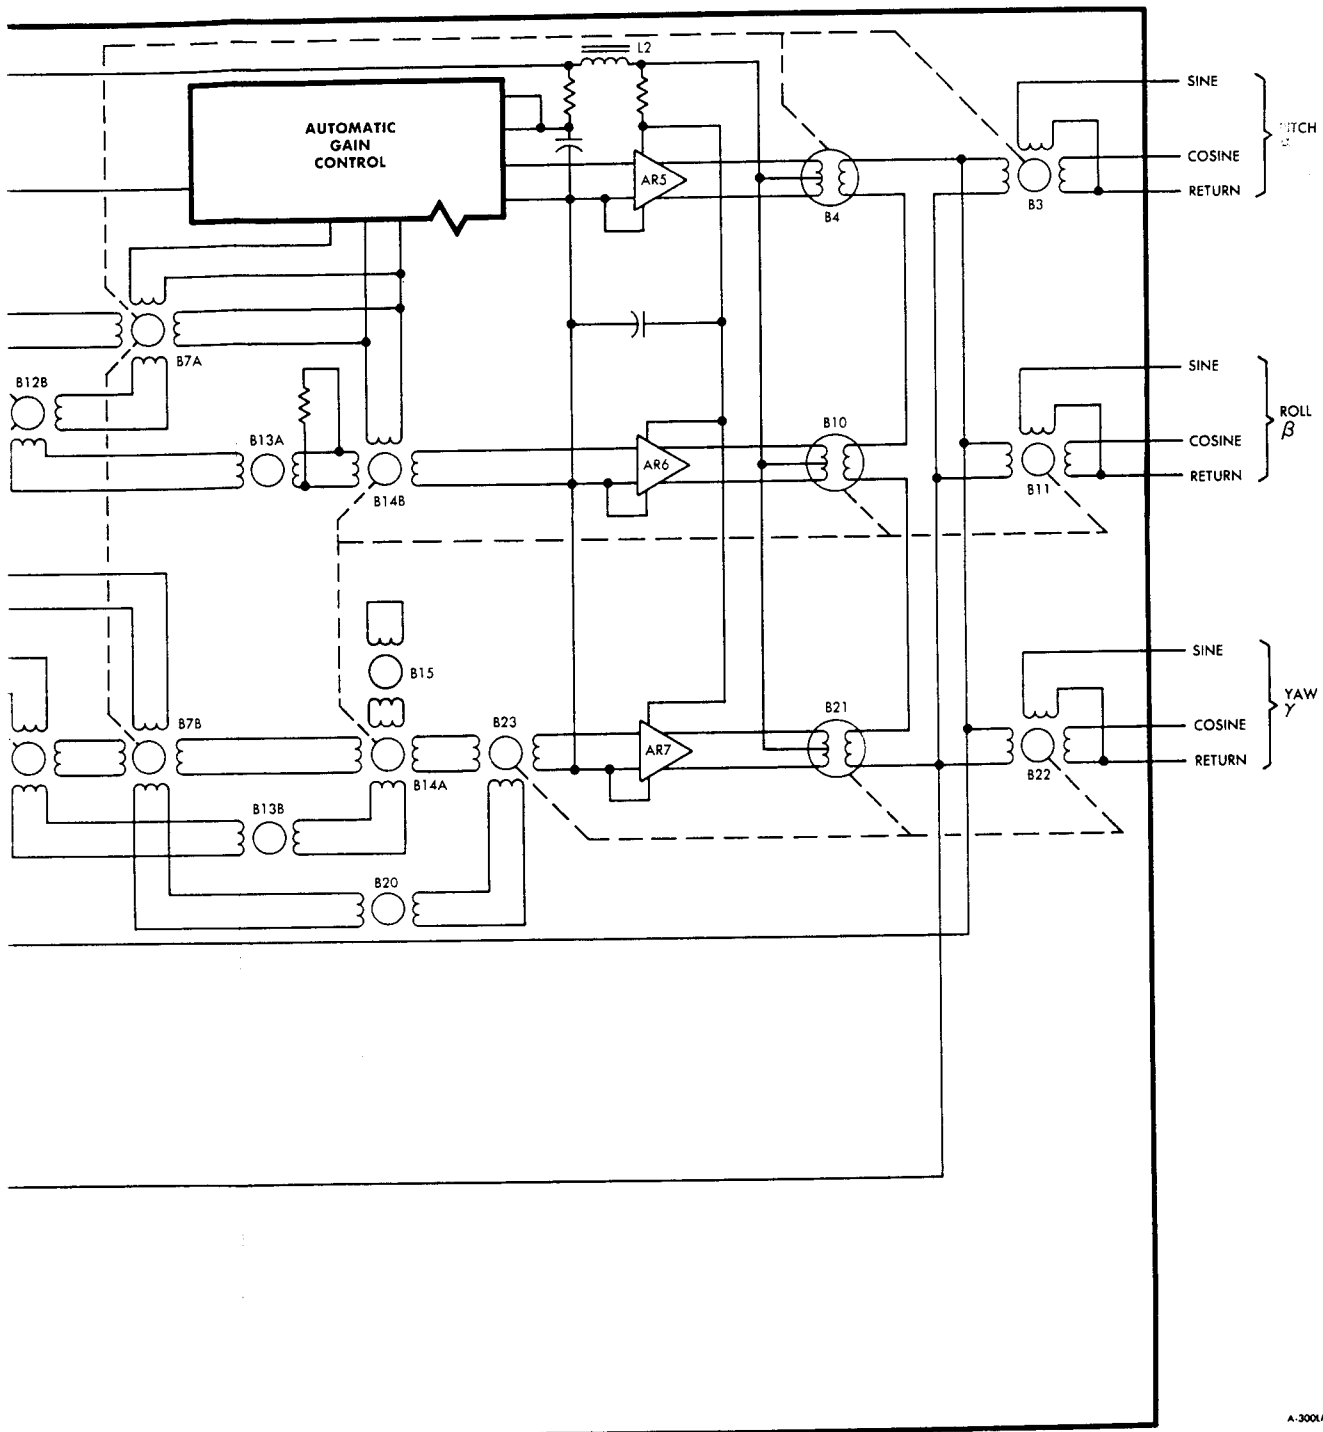 L2
SINE
AUTOMATIC
GAIN
CONTROL
COSINE
RETURN
AR5
B4
B3
B7A
B12B
B13A
B14B
AR6
B10
SINE
ROLL
β
COSINE
B11
RETURN
B15
B7B
B23
B14A
AR7
B21
SINE
YAW
γ
COSINE
RETURN
B22
B13B
B20